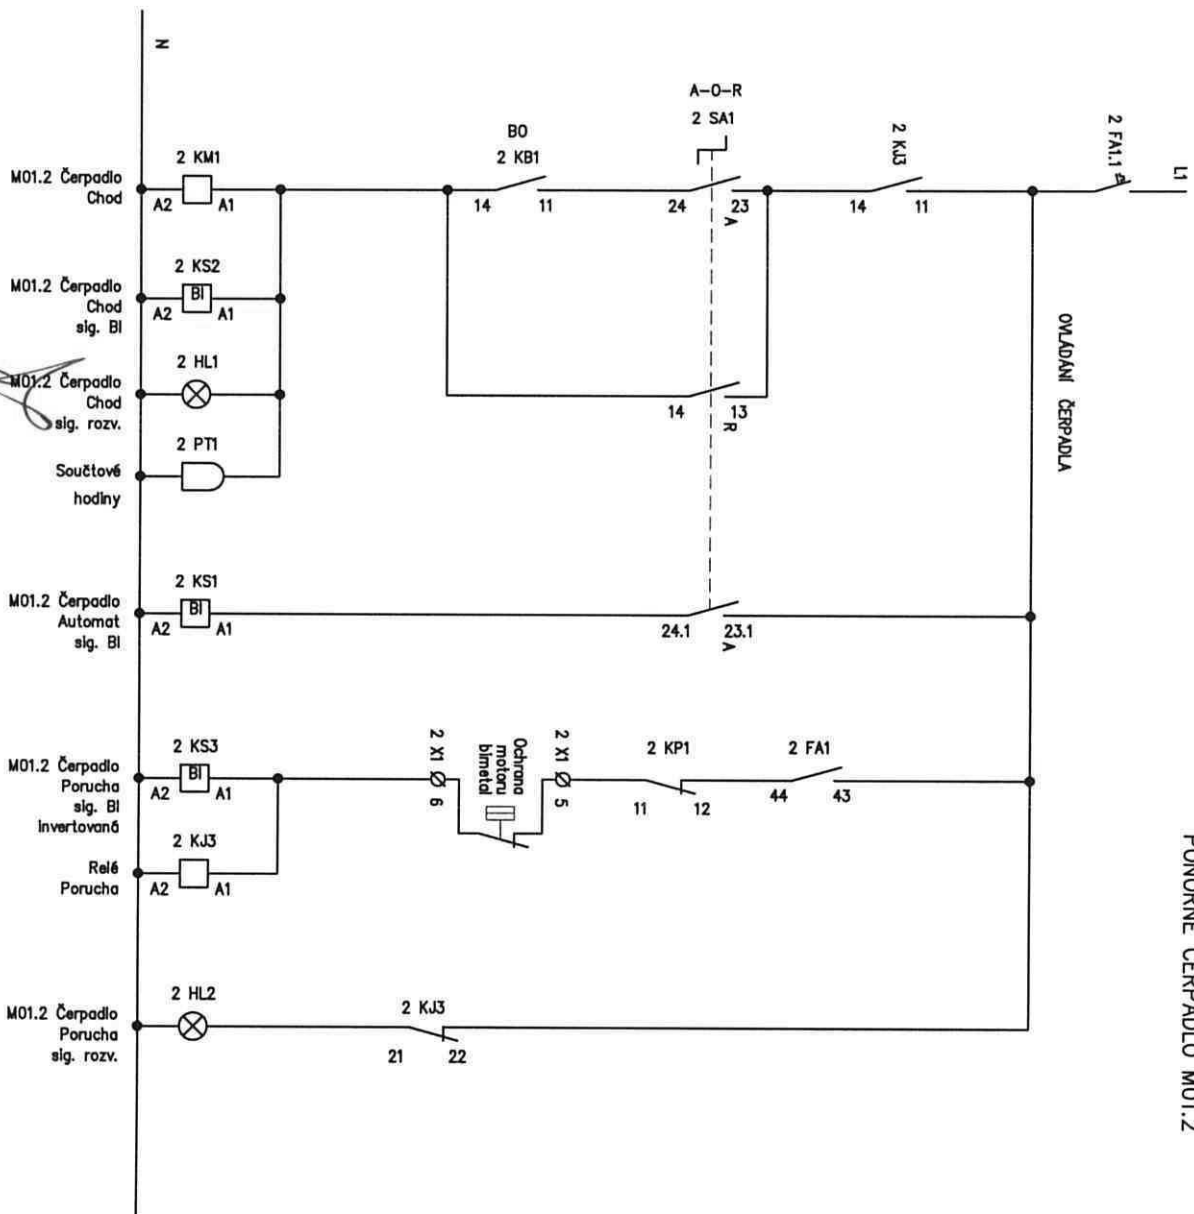 N
L1
2 FA1.1
A-O-R
2 SA1
BO
2 KB1
2 KJ3
2 KM1
M01.2 Čerpadlo
Chod
A2 A1
14 11
24 23
A
14 11
2 KS2
M01.2 Čerpadlo
Chod
sig. BI
BI
A2 A1
OVLÁDÁNÍ ČERPADLA
2 HL1
M01.2 Čerpadlo
Chod
sig. rozv.
14 13
R
2 PT1
Součtové
hodiny
2 KS1
M01.2 Čerpadlo
Automat
sig. BI
BI
A2 A1
24.1 23.1
A
2 KS3
M01.2 Čerpadlo
Porucha
sig. BI
invertovaná
BI
A2 A1
2 X1
6
Ochrana
motoru
bimetal
2 X1
5
2 KP1
11 12
2 FA1
44 43
2 KJ3
Relé
Porucha
A2 A1
PONORNÉ ČERPADLO M01.2
2 HL2
M01.2 Čerpadlo
Porucha
sig. rozv.
2 KJ3
21 22